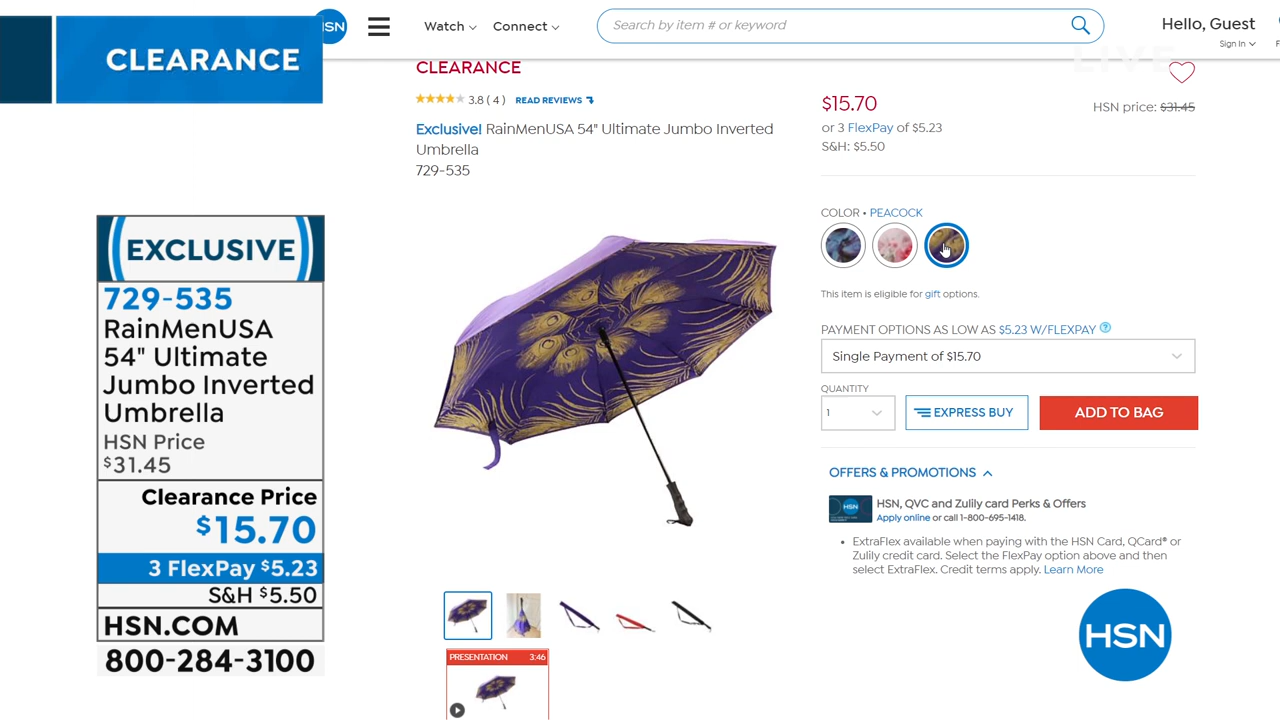 CLEARANCE
HSN
Watch
Connect
Search by item # or keyword
Hello, Guest
Sign In
LIVE
CLEARANCE
3.8 ( 4 ) READ REVIEWS
Exclusive! RainMenUSA 54" Ultimate Jumbo Inverted
Umbrella
729-535
$15.70
HSN price: $31.45
or 3 FlexPay of $5.23
S&H: $5.50
COLOR • PEACOCK
This item is eligible for gift options.
PAYMENT OPTIONS AS LOW AS $5.23 W/FLEXPAY ?
Single Payment of $15.70
QUANTITY
1
EXPRESS BUY
ADD TO BAG
OFFERS & PROMOTIONS
HSN
HSN, QVC and Zulily card Perks & Offers
Apply online or call 1-800-695-1418.
• ExtraFlex available when paying with the HSN Card, QCard® or
Zulily credit card. Select the FlexPay option above and then
select ExtraFlex. Credit terms apply. Learn More
PRESENTATION 3:46
EXCLUSIVE
729-535
RainMenUSA
54" Ultimate
Jumbo Inverted
Umbrella
HSN Price
$31.45
Clearance Price
$15.70
3 FlexPay $5.23
S&H $5.50
HSN.COM
800-284-3100
HSN